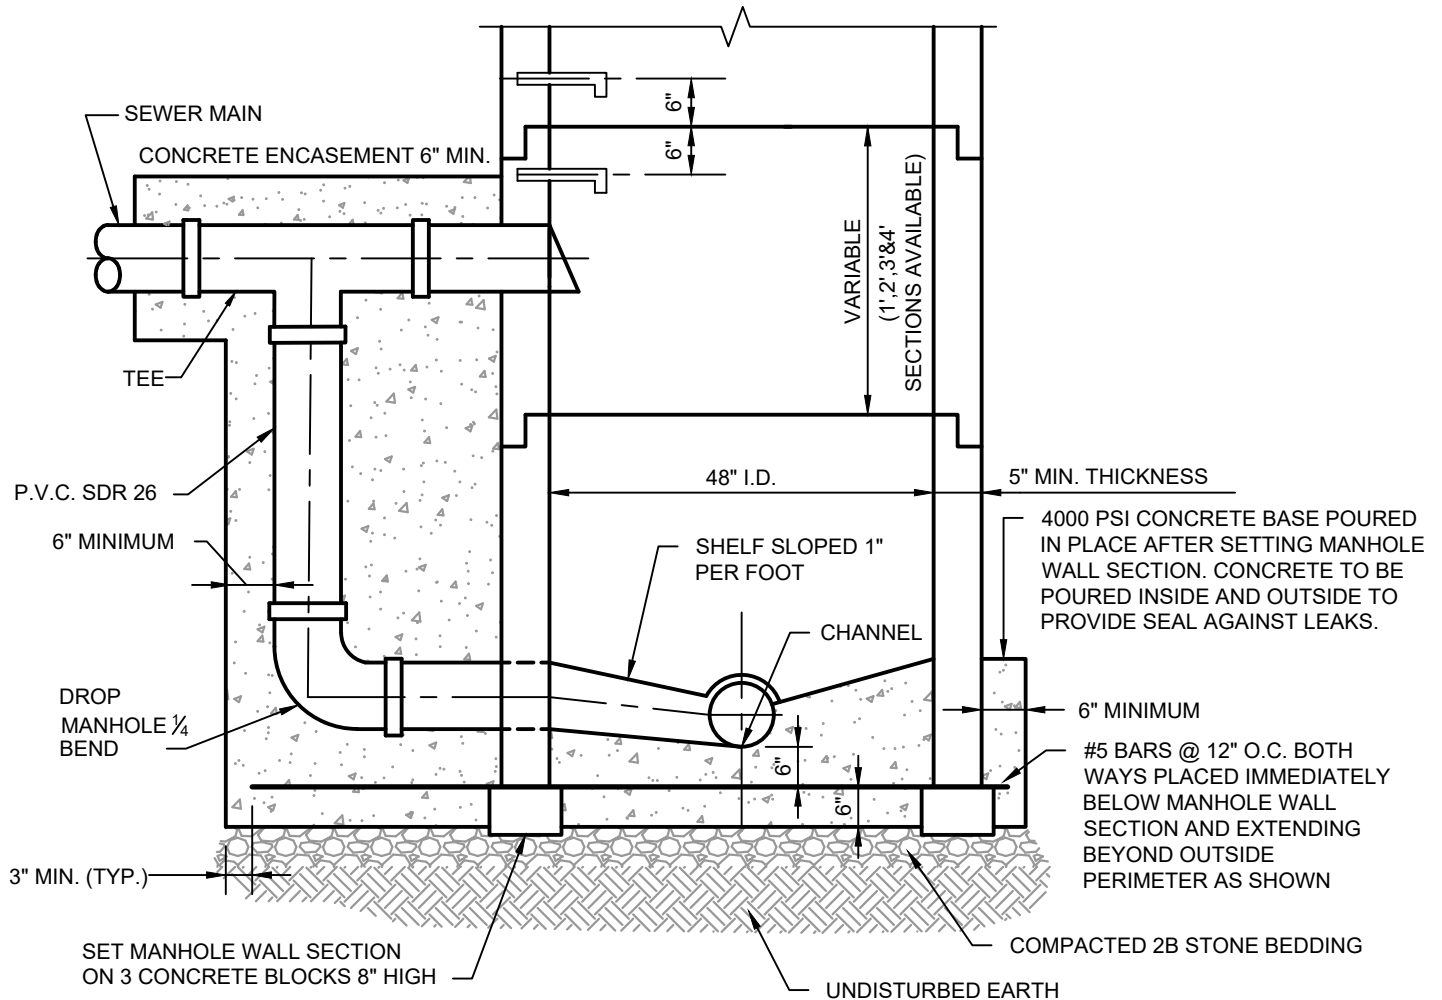 SEWER MAIN
CONCRETE ENCASEMENT 6" MIN.
6"
6"
VARIABLE
(1',2',3'&4'
SECTIONS AVAILABLE)
TEE
P.V.C. SDR 26
48" I.D.
5" MIN. THICKNESS
6" MINIMUM
SHELF SLOPED 1"
PER FOOT
4000 PSI CONCRETE BASE POURED
IN PLACE AFTER SETTING MANHOLE
WALL SECTION. CONCRETE TO BE
POURED INSIDE AND OUTSIDE TO
PROVIDE SEAL AGAINST LEAKS.
CHANNEL
DROP
MANHOLE 1/4
BEND
6" MINIMUM
6"
6"
#5 BARS @ 12" O.C. BOTH
WAYS PLACED IMMEDIATELY
BELOW MANHOLE WALL
SECTION AND EXTENDING
BEYOND OUTSIDE
PERIMETER AS SHOWN
3" MIN. (TYP.)
SET MANHOLE WALL SECTION
ON 3 CONCRETE BLOCKS 8" HIGH
COMPACTED 2B STONE BEDDING
UNDISTURBED EARTH